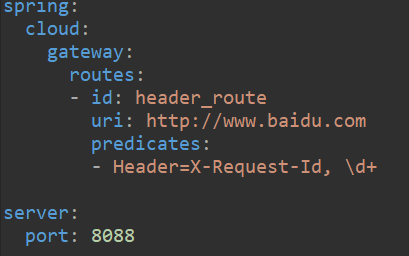 spring:
  cloud:
    gateway:
      routes:
      - id: header_route
        uri: http://www.baidu.com
        predicates:
        - Header=X-Request-Id, \d+
server:
  port: 8088